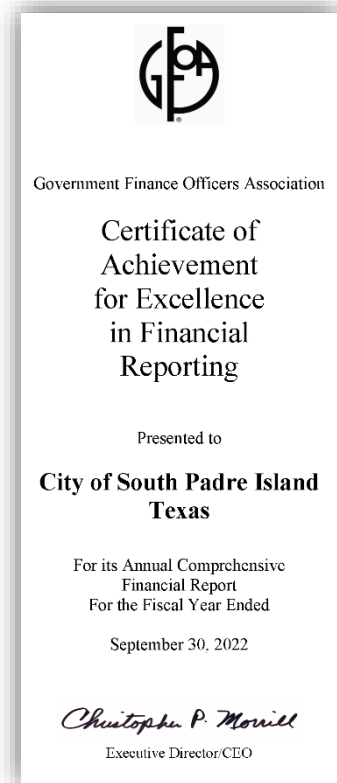 GFOA
Government Finance Officers Association
Certificate of
Achievement
for Excellence
in Financial
Reporting
Presented to
City of South Padre Island
Texas
For its Annual Comprehensive
Financial Report
For the Fiscal Year Ended
September 30, 2022
Christopher P. Morrill
Executive Director/CEO